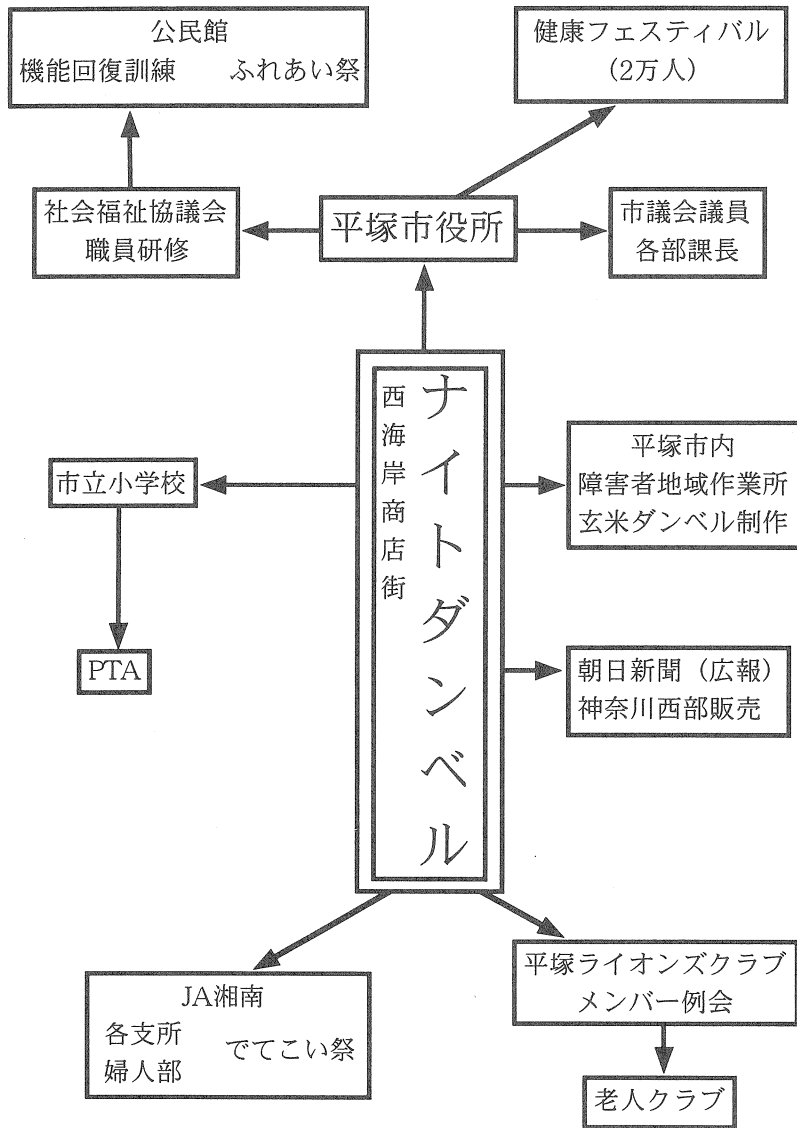 公民館
機能回復訓練 ふれあい祭
健康フェスティバル
(2万人)
社会福祉協議会
職員研修
平塚市役所
市議会議員
各部課長
西海岸商店街
ナイトダンベル
市立小学校
PTA
平塚市内
障害者地域作業所
玄米ダンベル制作
朝日新聞（広報）
神奈川西部販売
JA湘南
各支所
婦人部
でてこい祭
平塚ライオンズクラブ
メンバー例会
老人クラブ